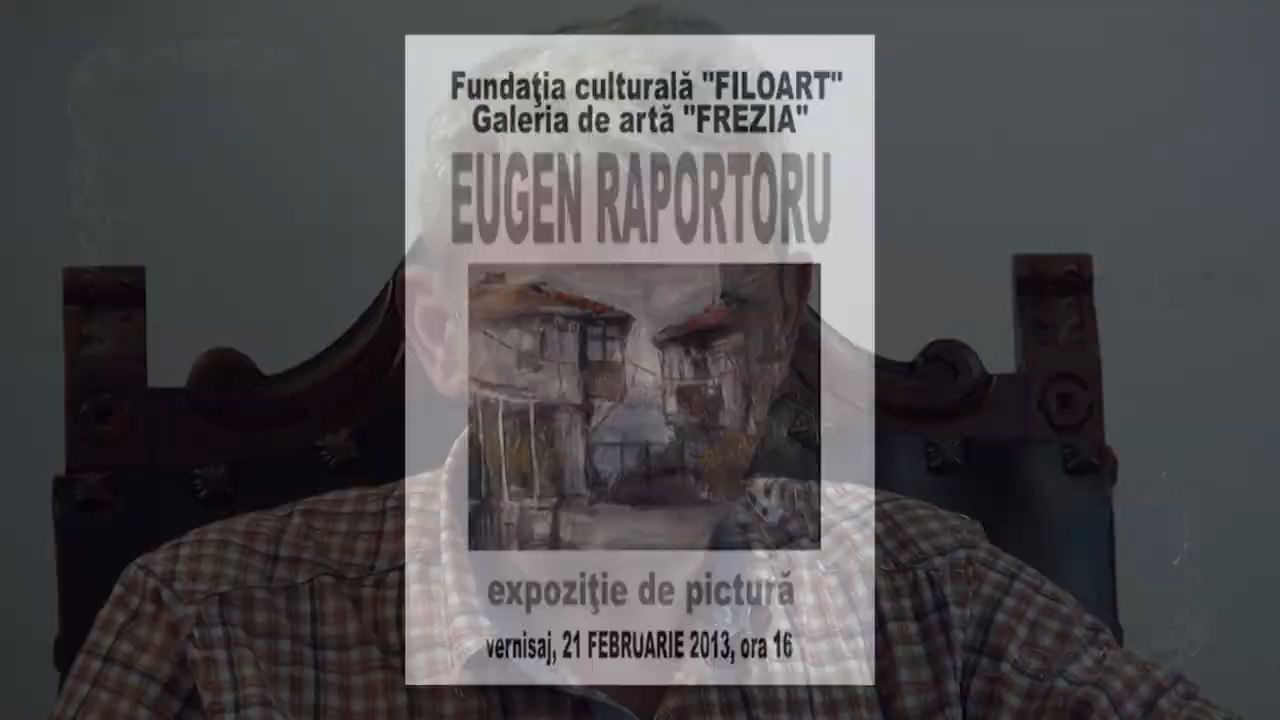 Fundaţia culturală "FILOART"
Galeria de artă "FREZIA"
EUGEN RAPORTORU
expoziţie de pictură
vernisaj, 21 FEBRUARIE 2013, ora 16